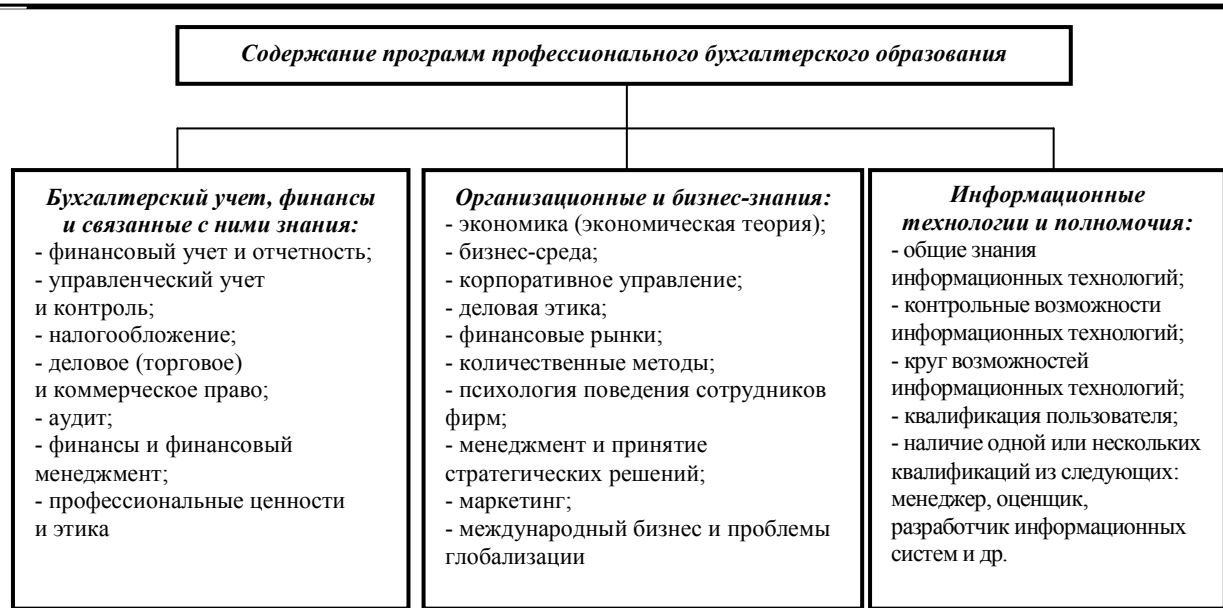 Содержание программ профессионального бухгалтерского образования
Бухгалтерский учет, финансы
и связанные с ними знания:
- финансовый учет и отчетность;
- управленческий учет
и контроль;
- налогообложение;
- деловое (торговое)
и коммерческое право;
- аудит;
- финансы и финансовый
менеджмент;
- профессиональные ценности
и этика
Организационные и бизнес-знания:
- экономика (экономическая теория);
- бизнес-среда;
- корпоративное управление;
- деловая этика;
- финансовые рынки;
- количественные методы;
- психология поведения сотрудников
фирм;
- менеджмент и принятие
стратегических решений;
- маркетинг;
- международный бизнес и проблемы
глобализации
Информационные
технологии и полномочия:
- общие знания
информационных технологий;
- контрольные возможности
информационных технологий;
- круг возможностей
информационных технологий;
- квалификация пользователя;
- наличие одной или нескольких
квалификаций из следующих:
менеджер, оценщик,
разработчик информационных
систем и др.